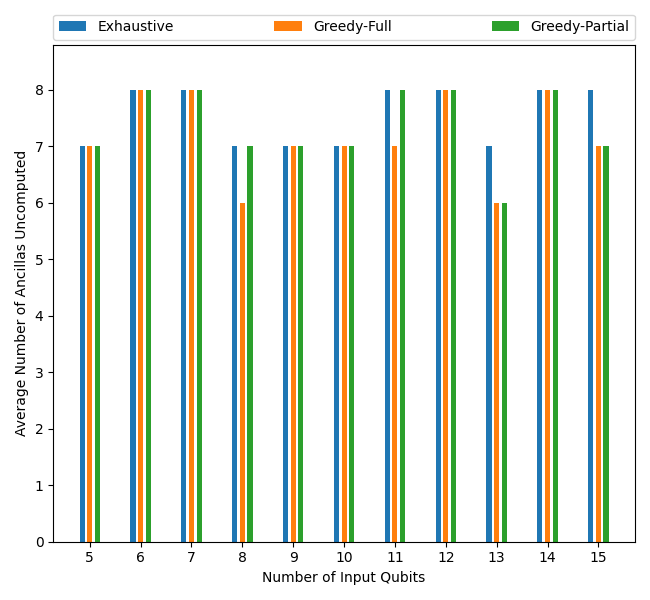 Exhaustive Greedy-Full Greedy-Partial
Average Number of Ancillas Uncomputed
8
7
6
5
4
3
2
1
0
5 6 7 8 9 10 11 12 13 14 15
Number of Input Qubits